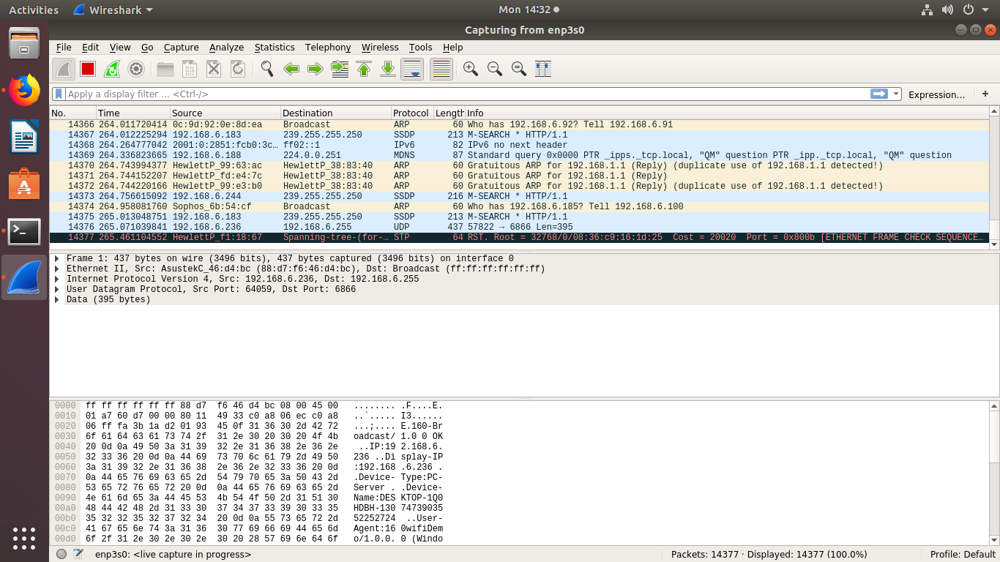 Activities Wireshark Mon 14:32
Capturing from enp3s0
File Edit View Go Capture Analyze Statistics Telephony Wireless Tools Help
Apply a display filter … <Ctrl-/> Expression… +
No. Time Source Destination Protocol Length Info
14366 264.011720414 0c:9d:92:0e:8d:ea Broadcast ARP 60 Who has 192.168.6.92? Tell 192.168.6.91
14367 264.012225294 192.168.6.183 239.255.255.250 SSDP 213 M-SEARCH * HTTP/1.1
14368 264.264777042 2001:0:2851:fcb0:3c… ff02::1 IPv6 82 IPv6 no next header
14369 264.336823665 192.168.6.188 224.0.0.251 MDNS 87 Standard query 0x0000 PTR _ipps._tcp.local, "QM" question PTR _ipp._tcp.local, "QM" question
14370 264.743994377 HewlettP_99:63:ac HewlettP_38:83:40 ARP 60 Gratuitous ARP for 192.168.1.1 (Reply) (duplicate use of 192.168.1.1 detected!)
14371 264.744152207 HewlettP_fd:e4:7c HewlettP_38:83:40 ARP 60 Gratuitous ARP for 192.168.1.1 (Reply)
14372 264.744220166 HewlettP_99:e3:b0 HewlettP_38:83:40 ARP 60 Gratuitous ARP for 192.168.1.1 (Reply) (duplicate use of 192.168.1.1 detected!)
14373 264.756615092 192.168.6.244 239.255.255.250 SSDP 216 M-SEARCH * HTTP/1.1
14374 264.958081760 Sophos_6b:54:cf Broadcast ARP 60 Who has 192.168.6.185? Tell 192.168.6.100
14375 265.013048751 192.168.6.183 239.255.255.250 SSDP 213 M-SEARCH * HTTP/1.1
14376 265.071039841 192.168.6.236 192.168.6.255 UDP 437 57822 → 6866 Len=395
14377 265.461104552 HewlettP_f1:18:67 Spanning-tree-(for-… STP 64 RST. Root = 32768/0/08:36:c9:16:1d:25 Cost = 20020 Port = 0x800b [ETHERNET FRAME CHECK SEQUENCE…
Frame 1: 437 bytes on wire (3496 bits), 437 bytes captured (3496 bits) on interface 0
Ethernet II, Src: AsustekC_46:d4:bc (88:d7:f6:46:d4:bc), Dst: Broadcast (ff:ff:ff:ff:ff:ff)
Internet Protocol Version 4, Src: 192.168.6.236, Dst: 192.168.6.255
User Datagram Protocol, Src Port: 64059, Dst Port: 6866
Data (395 bytes)
0000 ff ff ff ff ff ff 88 d7 f6 46 d4 bc 08 00 45 00 ........ .F....E.
0010 01 a7 60 d7 00 00 80 11 49 33 c0 a8 06 ec c0 a8 ..`..... I3......
0020 06 ff fa 3b 1a d2 01 93 45 0f 31 36 30 2d 42 72 ...;.... E.160-Br
0030 6f 61 64 63 61 73 74 2f 31 2e 30 20 30 20 4f 4b oadcast/ 1.0 0 OK
0040 20 0d 0a 49 50 3a 31 39 32 2e 31 36 38 2e 36 2e ..IP:19 2.168.6.
0050 32 33 36 20 0d 0a 44 69 73 70 6c 61 79 2d 49 50 236 ..Di splay-IP
0060 3a 31 39 32 2e 31 36 38 2e 36 2e 32 33 36 20 0d :192.168 .6.236 .
0070 0a 44 65 76 69 63 65 2d 54 79 70 65 3a 50 43 2d .Device- Type:PC-
0080 53 65 72 76 65 72 20 0d 0a 44 65 76 69 63 65 2d Server . .Device-
0090 4e 61 6d 65 3a 44 45 53 4b 54 4f 50 2d 31 51 30 Name:DES KTOP-1Q0
00a0 48 44 42 48 2d 31 33 30 37 34 37 33 39 30 33 35 HDBH-130 74739035
00b0 35 32 32 35 32 37 32 34 20 0d 0a 55 73 65 72 2d 52252724 ..User-
00c0 41 67 65 6e 74 3a 31 36 30 77 69 66 69 44 65 6d Agent:16 0wifiDem
00d0 6f 2f 31 2e 30 2e 30 2e 30 20 28 57 69 6e 64 6f o/1.0.0. 0 (Windo
enp3s0: <live capture in progress> Packets: 14377 · Displayed: 14377 (100.0%) Profile: Default